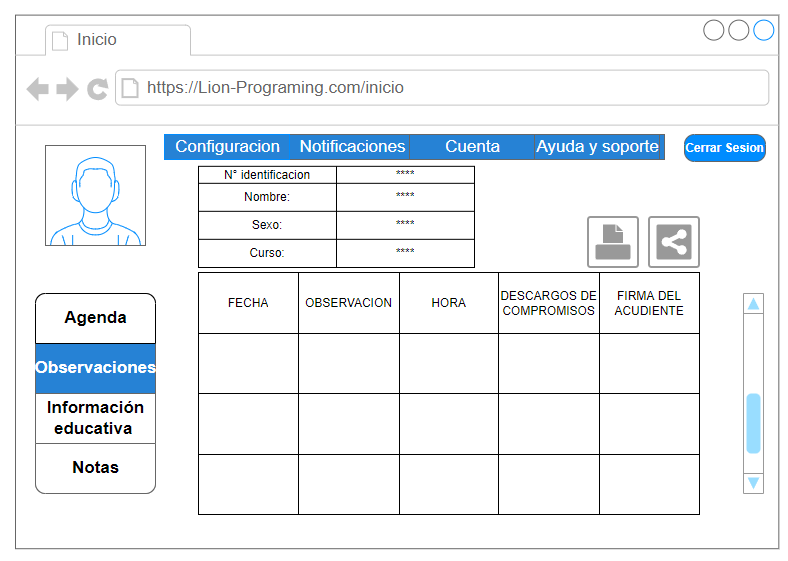 Inicio
https://Lion-Programing.com/inicio
Configuracion Notificaciones Cuenta Ayuda y soporte Cerrar Sesion
N° identificacion ****
Nombre: ****
Sexo: ****
Curso: ****
Agenda
Observaciones
Información
educativa
Notas
FECHA OBSERVACION HORA DESCARGOS DE COMPROMISOS FIRMA DEL ACUDIENTE